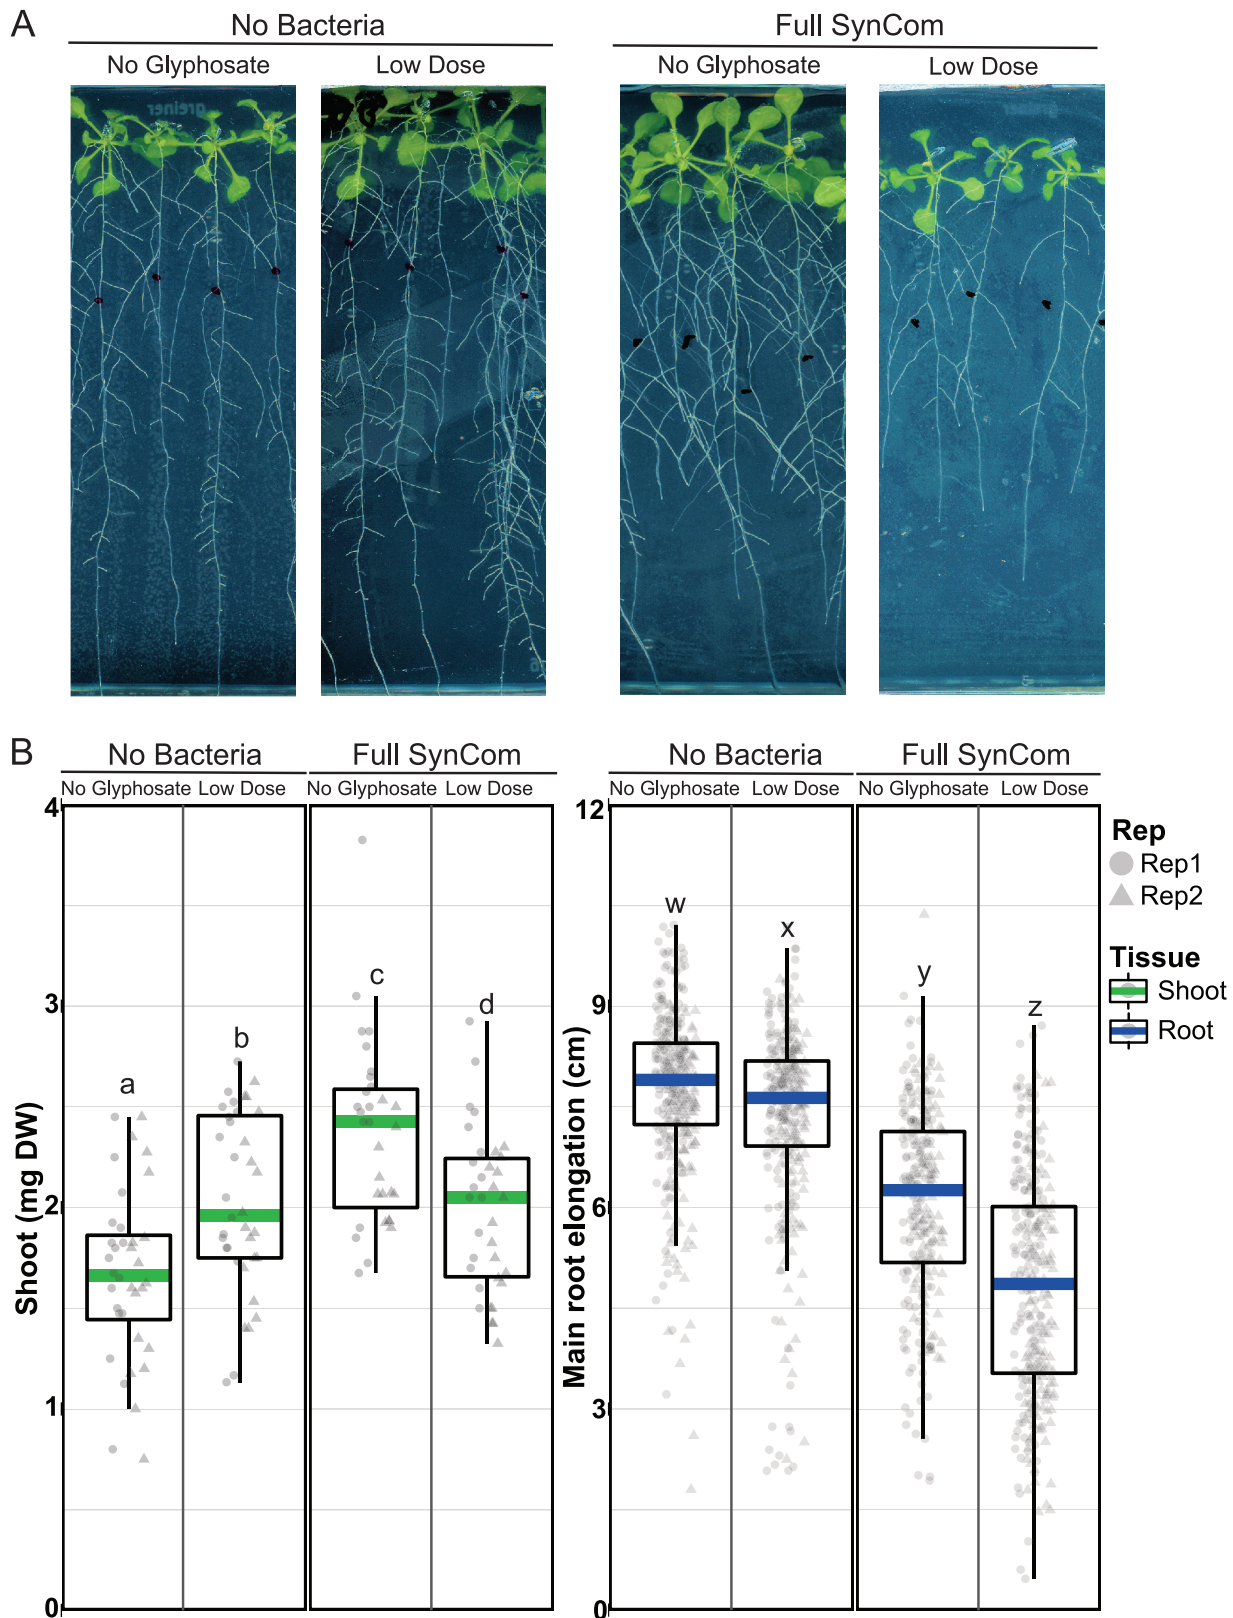 A
No Bacteria
Full SynCom
No Glyphosate
Low Dose
No Glyphosate
Low Dose
greiner
5
B
No Bacteria
Full SynCom
No Bacteria
Full SynCom
No Glyphosate
Low Dose
No Glyphosate
Low Dose
No Glyphosate
Low Dose
No Glyphosate
Low Dose
Shoot (mg DW)
4
3
2
1
0
a
b
c
d
Main root elongation (cm)
12
9
6
3
0
w
x
y
z
Rep
Rep1
Rep2
Tissue
Shoot
Root